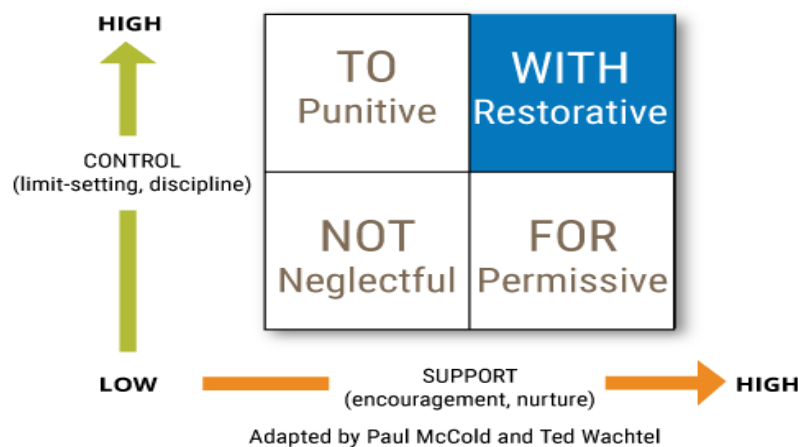 HIGH
TO
Punitive
WITH
Restorative
CONTROL
(limit-setting, discipline)
NOT
Neglectful
FOR
Permissive
LOW
SUPPORT
(encouragement, nurture)
HIGH
Adapted by Paul McCold and Ted Wachtel